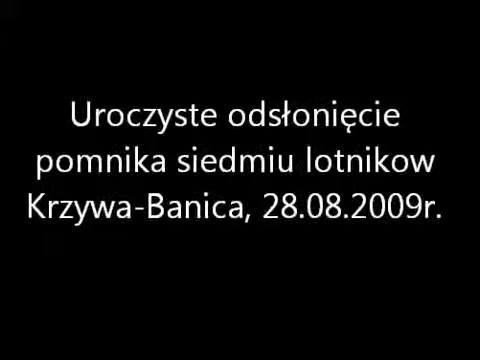 Uroczyste odsłonięcie
pomnika siedmiu lotnikow
Krzywa-Banica, 28.08.2009r.